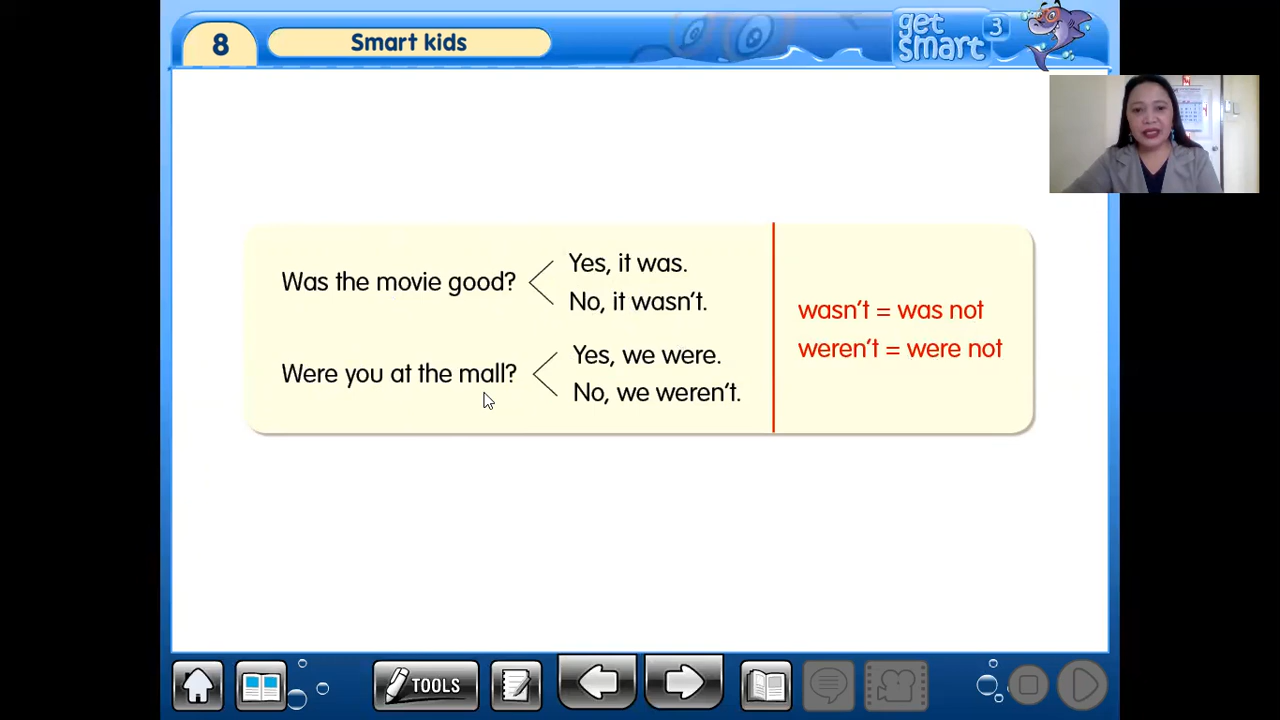 8
Smart kids
get
smart 3
Was the movie good?
Yes, it was.
No, it wasn't.
Were you at the mall?
Yes, we were.
No, we weren't.
wasn't = was not
weren't = were not
TOOLS